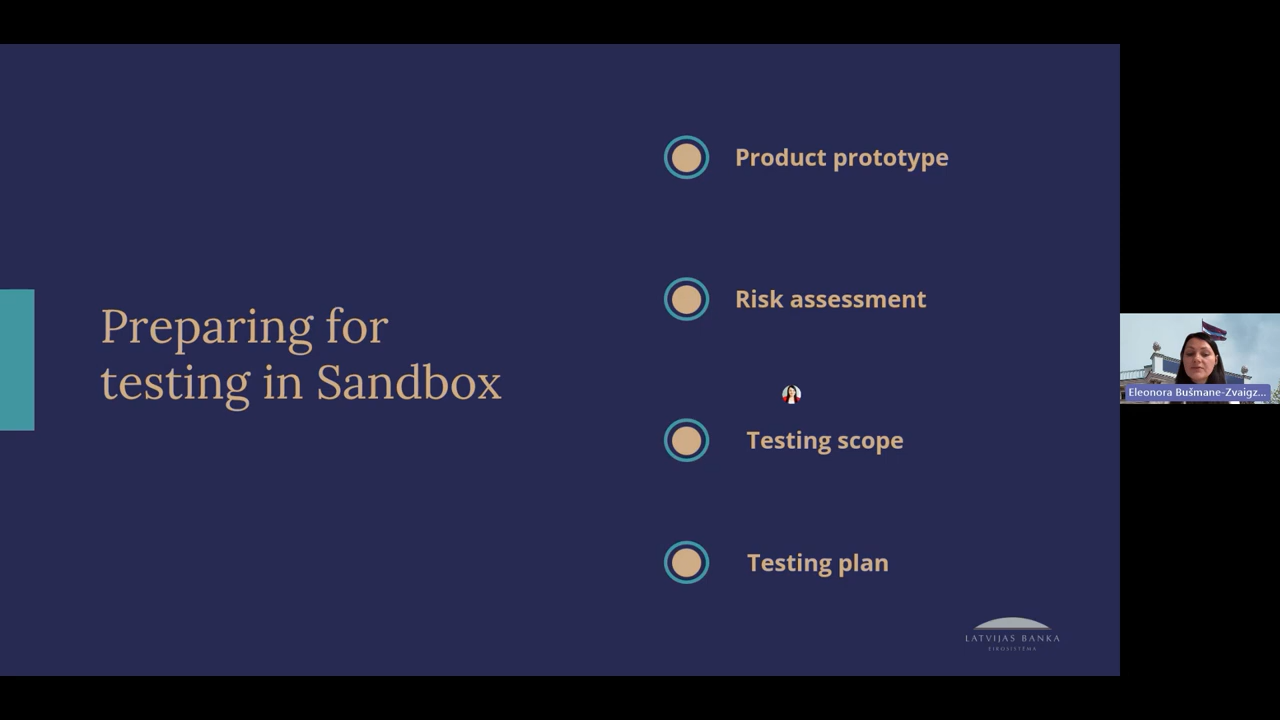 Preparing for
testing in Sandbox
Product prototype
Risk assessment
Testing scope
Testing plan
LATVIJAS BANKA
EIROSISTĒMA
Eleonora Bušmane-Zvaigz...